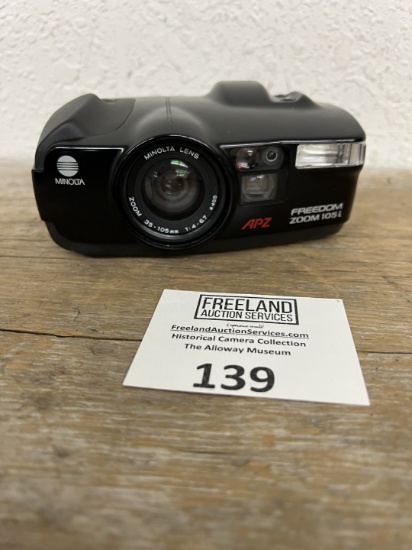 MINOLTA
MINOLTA LENS
ZOOM 35-105mm 1:4-6.7
APZ
FREEDOM
ZOOM 105i
FREELAND
AUCTION SERVICES
FreelandAuctionServices.com
Historical Camera Collection
The Alloway Museum
139